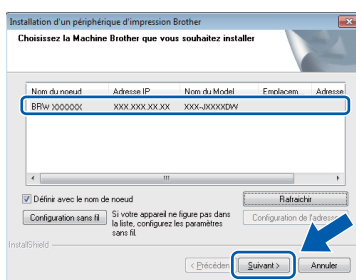 Installation d'un périphérique d'impression Brother
Choisissez la Machine Brother que vous souhaitez installer
Nom du noeud Adresse IP Nom du Model Emplacem... Adresse
BRW XXXXXX XXX.XXX.XX.XX XXX-JXXXXDW
Définir avec le nom de noeud
Rafraichir
Configuration sans fil
Si votre appareil ne figure pas dans
la liste, configurez les paramètres
sans fil.
Configuration de l'adresse
InstallShield
< Précéden
Suivant >
Annuler